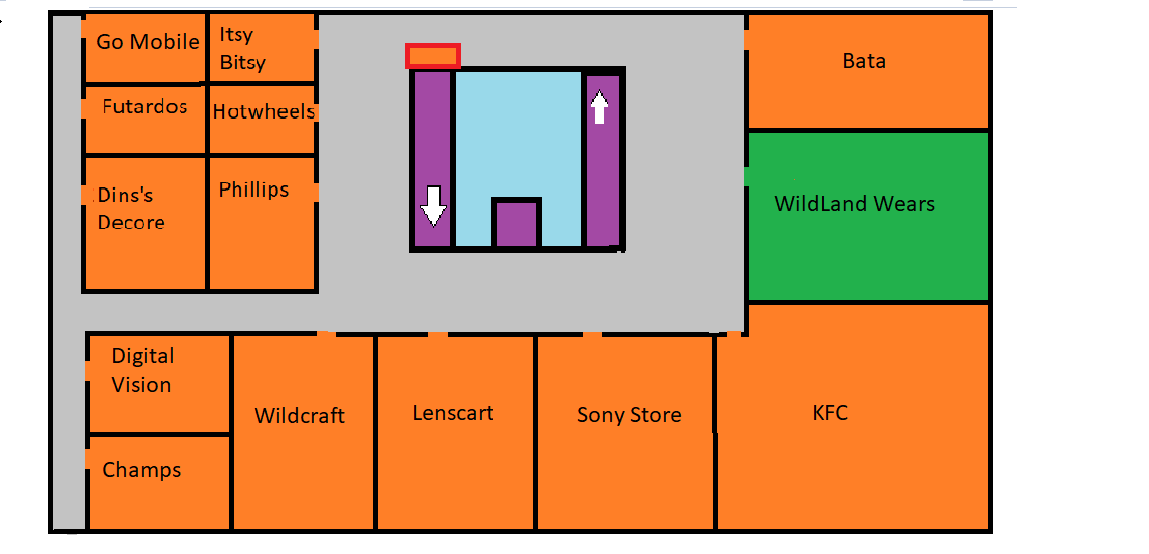 Go Mobile
Itsy
Bitsy
Bata
Futardos
Hotwheels
Dins's
Decore
Phillips
WildLand Wears
Digital
Vision
Wildcraft
Lenscart
Sony Store
KFC
Champs